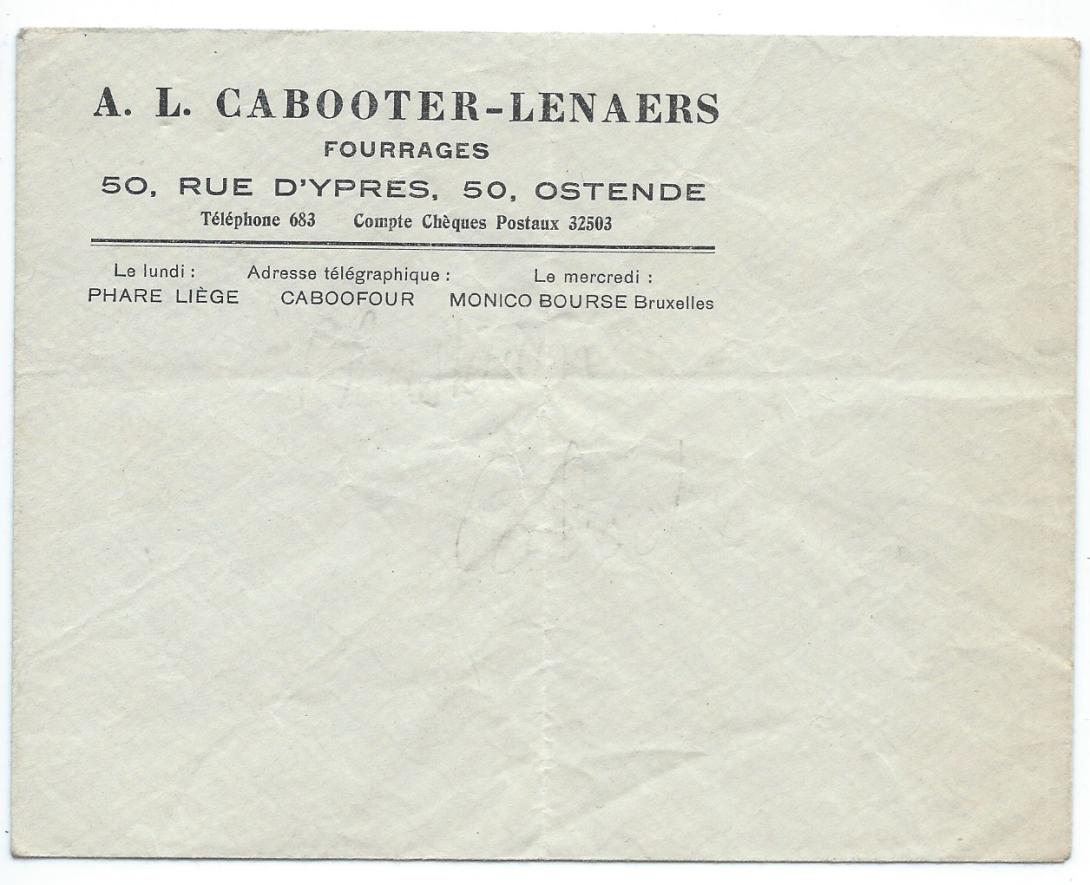 A. L. CABOOTER-LENAERS
FOURRAGES
50, RUE D'YPRES, 50, OSTENDE
Téléphone 683 Compte Chèques Postaux 32503
Le lundi : Adresse télégraphique : Le mercredi :
PHARE LIÈGE CABOOFOUR MONICO BOURSE Bruxelles